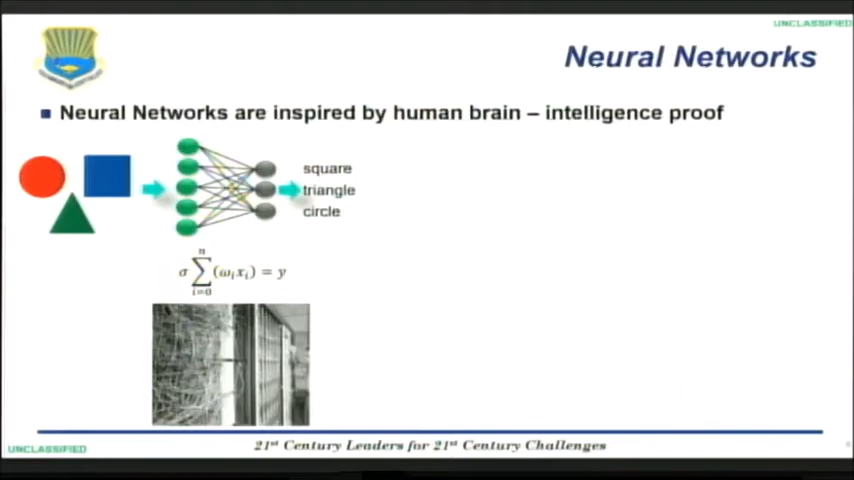 UNCLASSIFIED
Neural Networks
Neural Networks are inspired by human brain – intelligence proof
square
triangle
circle
n
σ∑(ωᵢxᵢ) = y
i=0
21st Century Leaders for 21st Century Challenges
UNCLASSIFIED